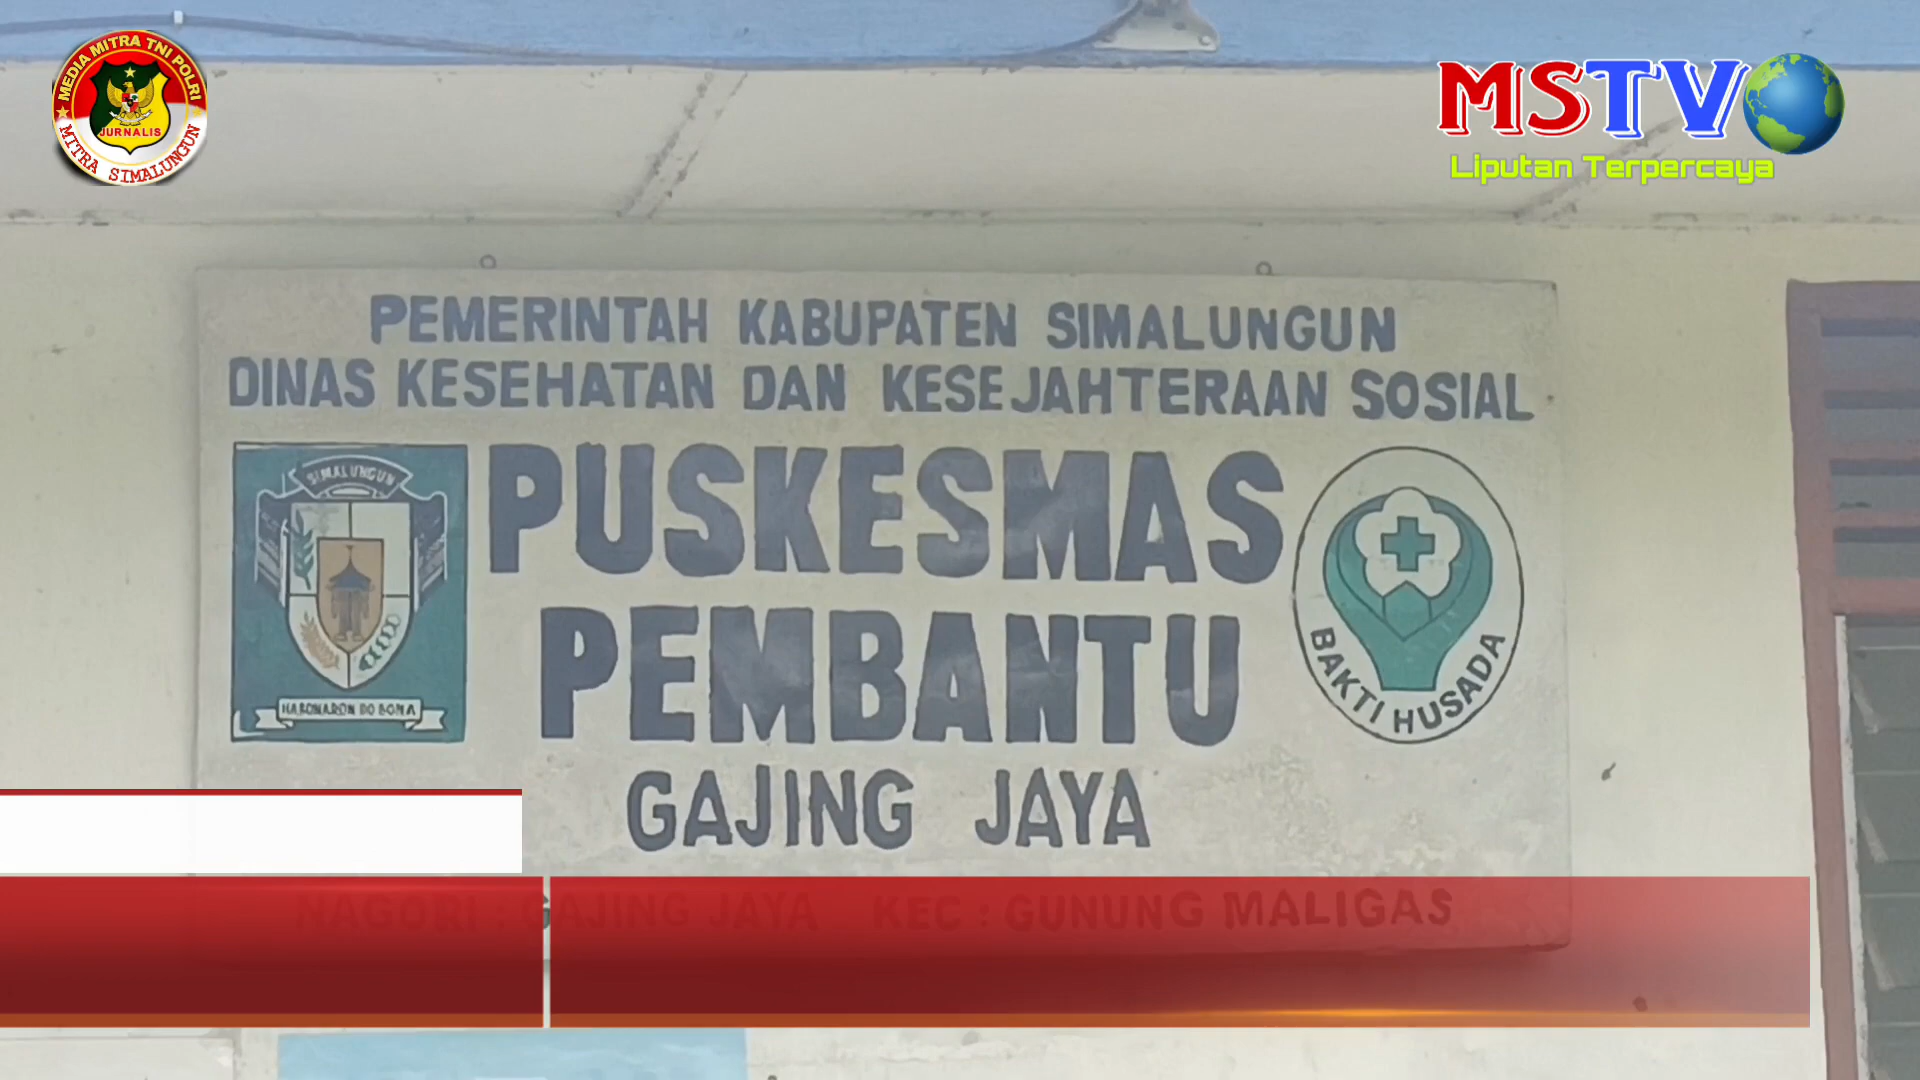 MEDIA MITRA TNI POLRI
JURNALIS
MITRA SIMALUNGUN
MSTV
Liputan Terpercaya
PEMERINTAH KABUPATEN SIMALUNGUN
DINAS KESEHATAN DAN KESEJAHTERAAN SOSIAL
SIMALUNGUN
HABONARON DO BONA
PUSKESMAS
PEMBANTU
BAKTI HUSADA
GAJING JAYA
NAGORI : GAJING JAYA KEC : GUNUNG MALIGAS